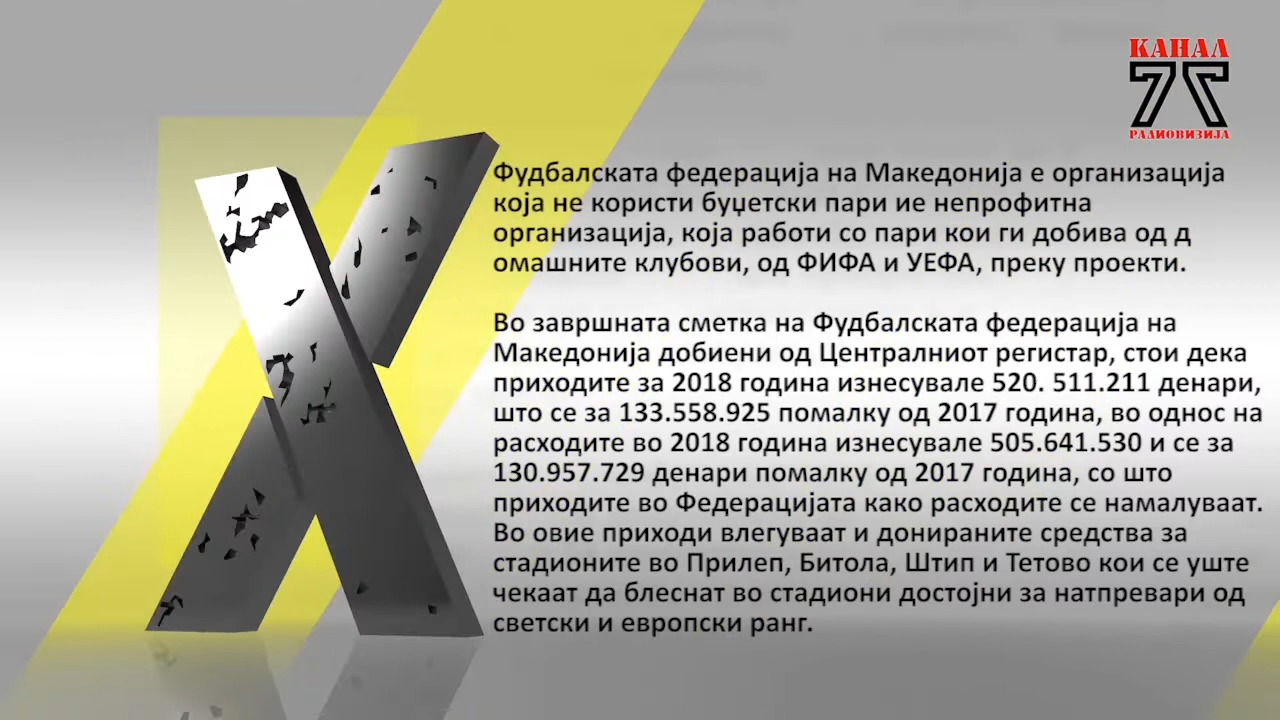 КАНАЛ
77
РАДИОВИЗИЈА
Фудбалската федерација на Македонија е организација
која не користи буџетски пари ие непрофитна
организација, која работи со пари кои ги добива од д
омашните клубови, од ФИФА и УЕФА, преку проекти.
Во завршната сметка на Фудбалската федерација на
Македонија добиени од Централниот регистар, стои дека
приходите за 2018 година изнесувале 520. 511.211 денари,
што се за 133.558.925 помалку од 2017 година, во однос на
расходите во 2018 година изнесувале 505.641.530 и се за
130.957.729 денари помалку од 2017 година, со што
приходите во Федерацијата како расходите се намалуваат.
Во овие приходи влегуваат и донираните средства за
стадионите во Прилеп, Битола, Штип и Тетово кои се уште
чекаат да блеснат во стадиони достојни за натпревари од
светски и европски ранг.